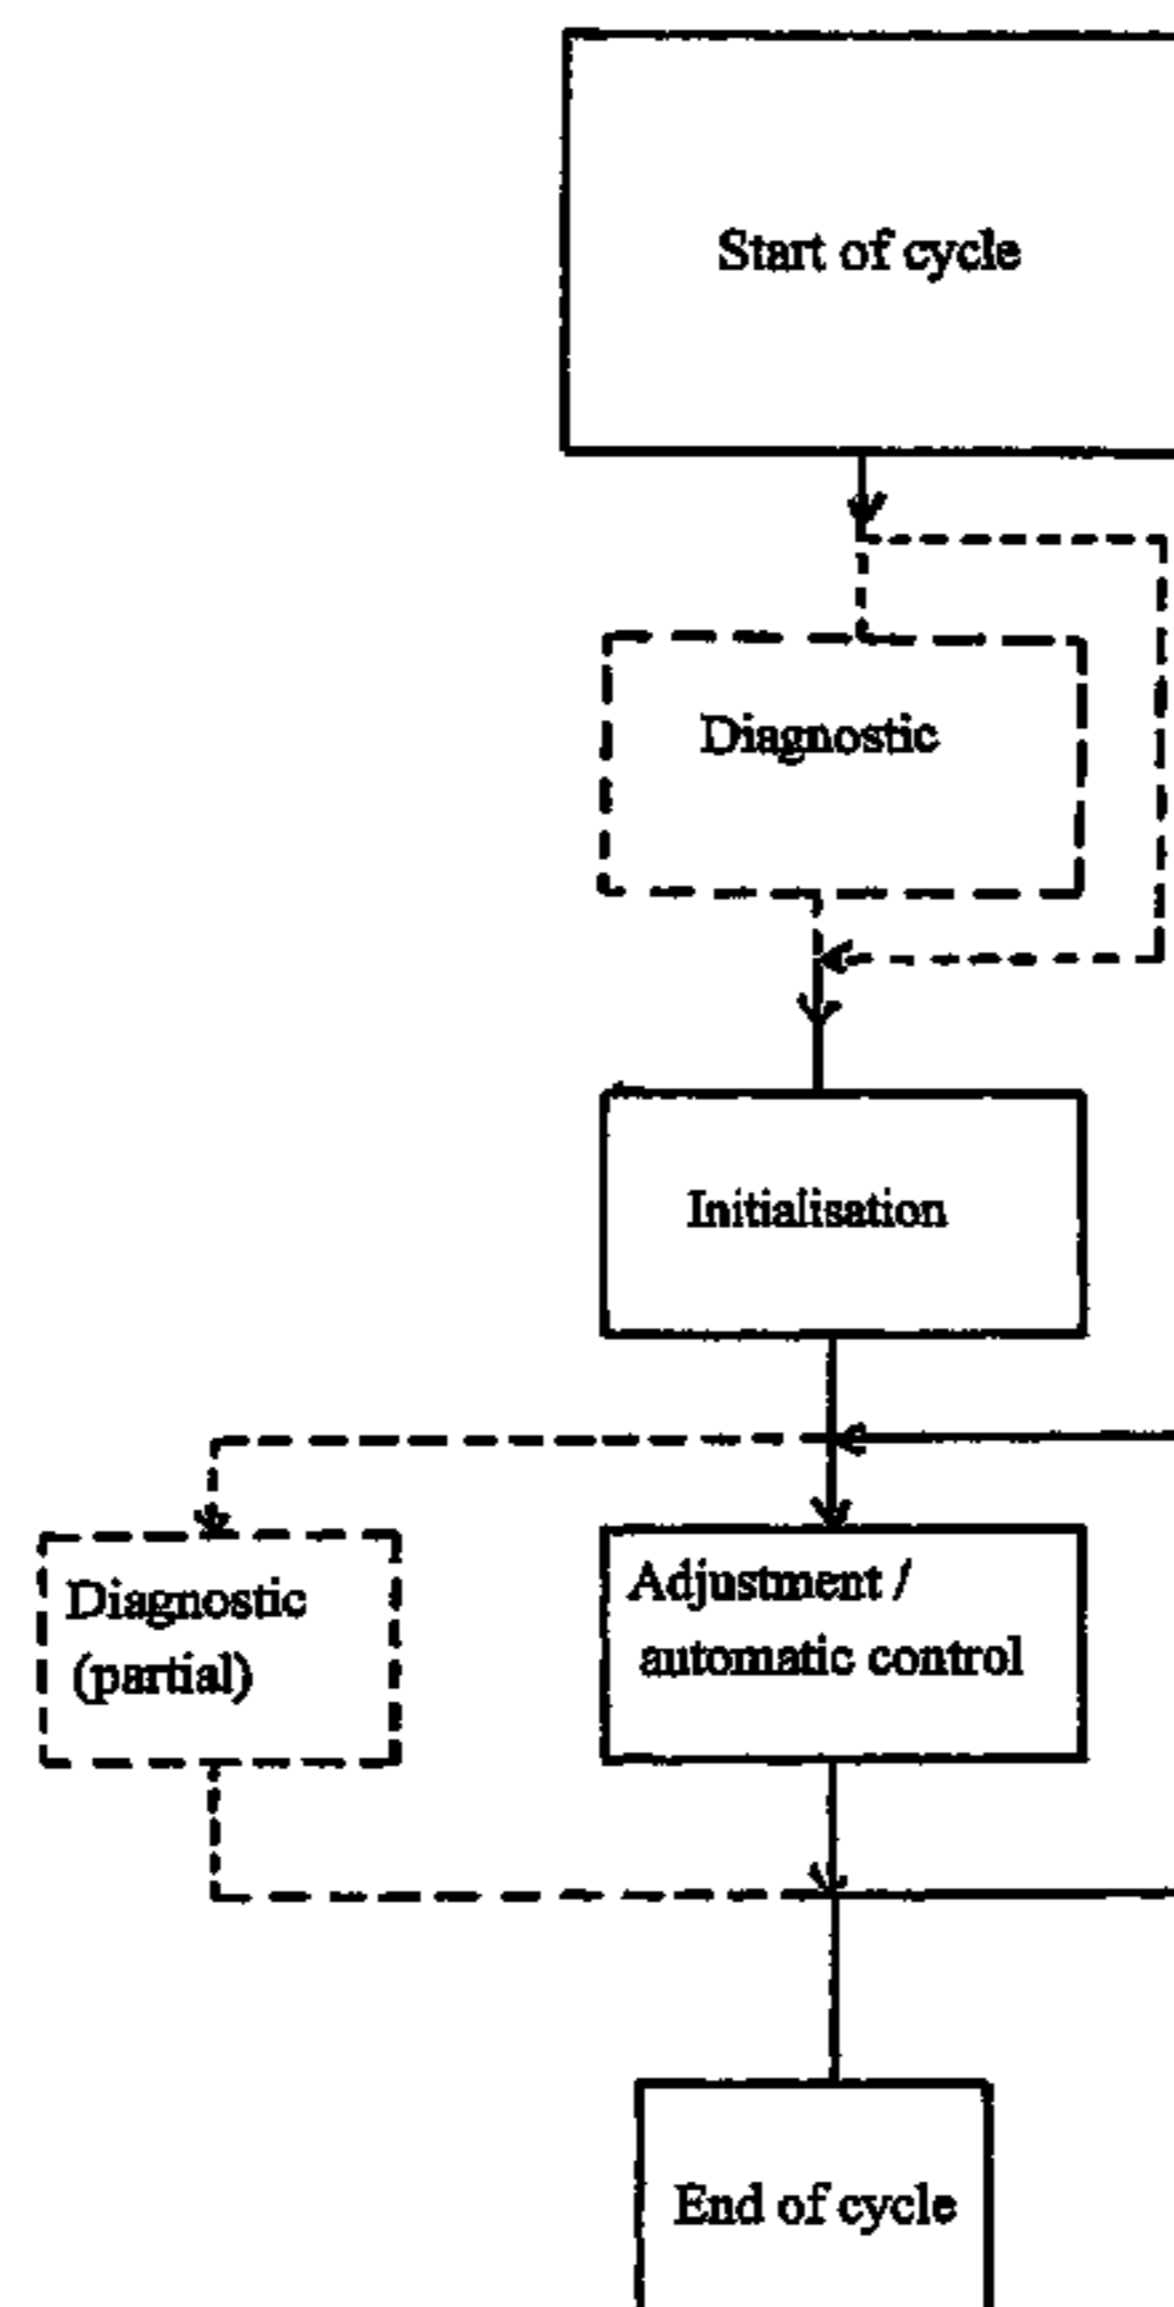 Start of cycle
Diagnostic
Initialisation
Diagnostic
(partial)
Adjustment /
automatic control
End of cycle